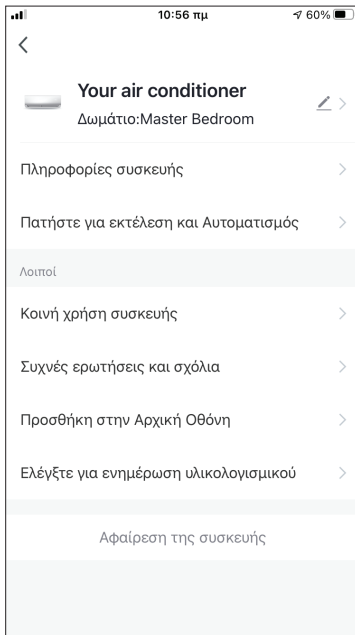 10:56 πμ
60%
Your air conditioner
Δωμάτιο:Master Bedroom
Πληροφορίες συσκευής
Πατήστε για εκτέλεση και Αυτοματισμός
Λοιποί
Κοινή χρήση συσκευής
Συχνές ερωτήσεις και σχόλια
Προσθήκη στην Αρχική Οθόνη
Ελέγξτε για ενημέρωση υλικολογισμικού
Αφαίρεση της συσκευής